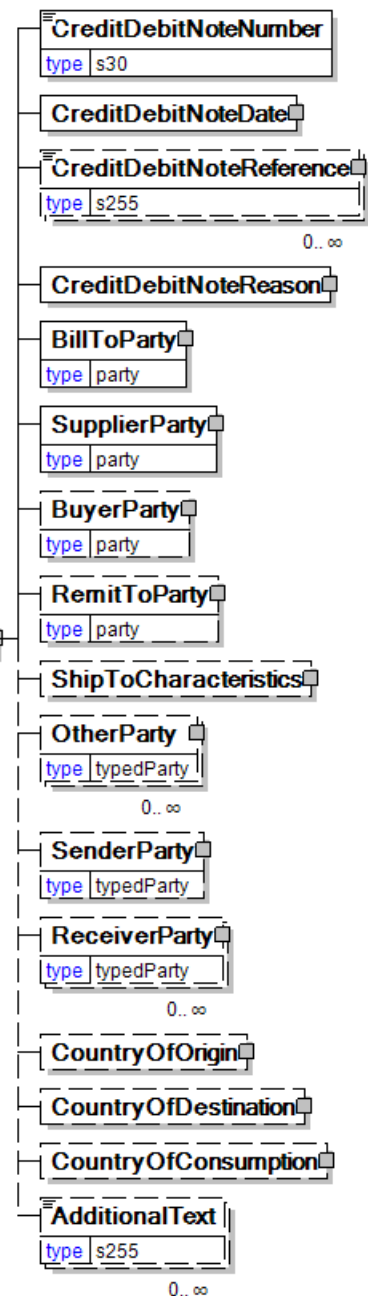 CreditDebitNoteNumber
type s30
CreditDebitNoteDate
CreditDebitNoteReference
type s255
0.. ∞
CreditDebitNoteReason
BillToParty
type party
SupplierParty
type party
BuyerParty
type party
RemitToParty
type party
ShipToCharacteristics
OtherParty
type typedParty
0.. ∞
SenderParty
type typedParty
ReceiverParty
type typedParty
0.. ∞
CountryOfOrigin
CountryOfDestination
CountryOfConsumption
AdditionalText
type s255
0.. ∞